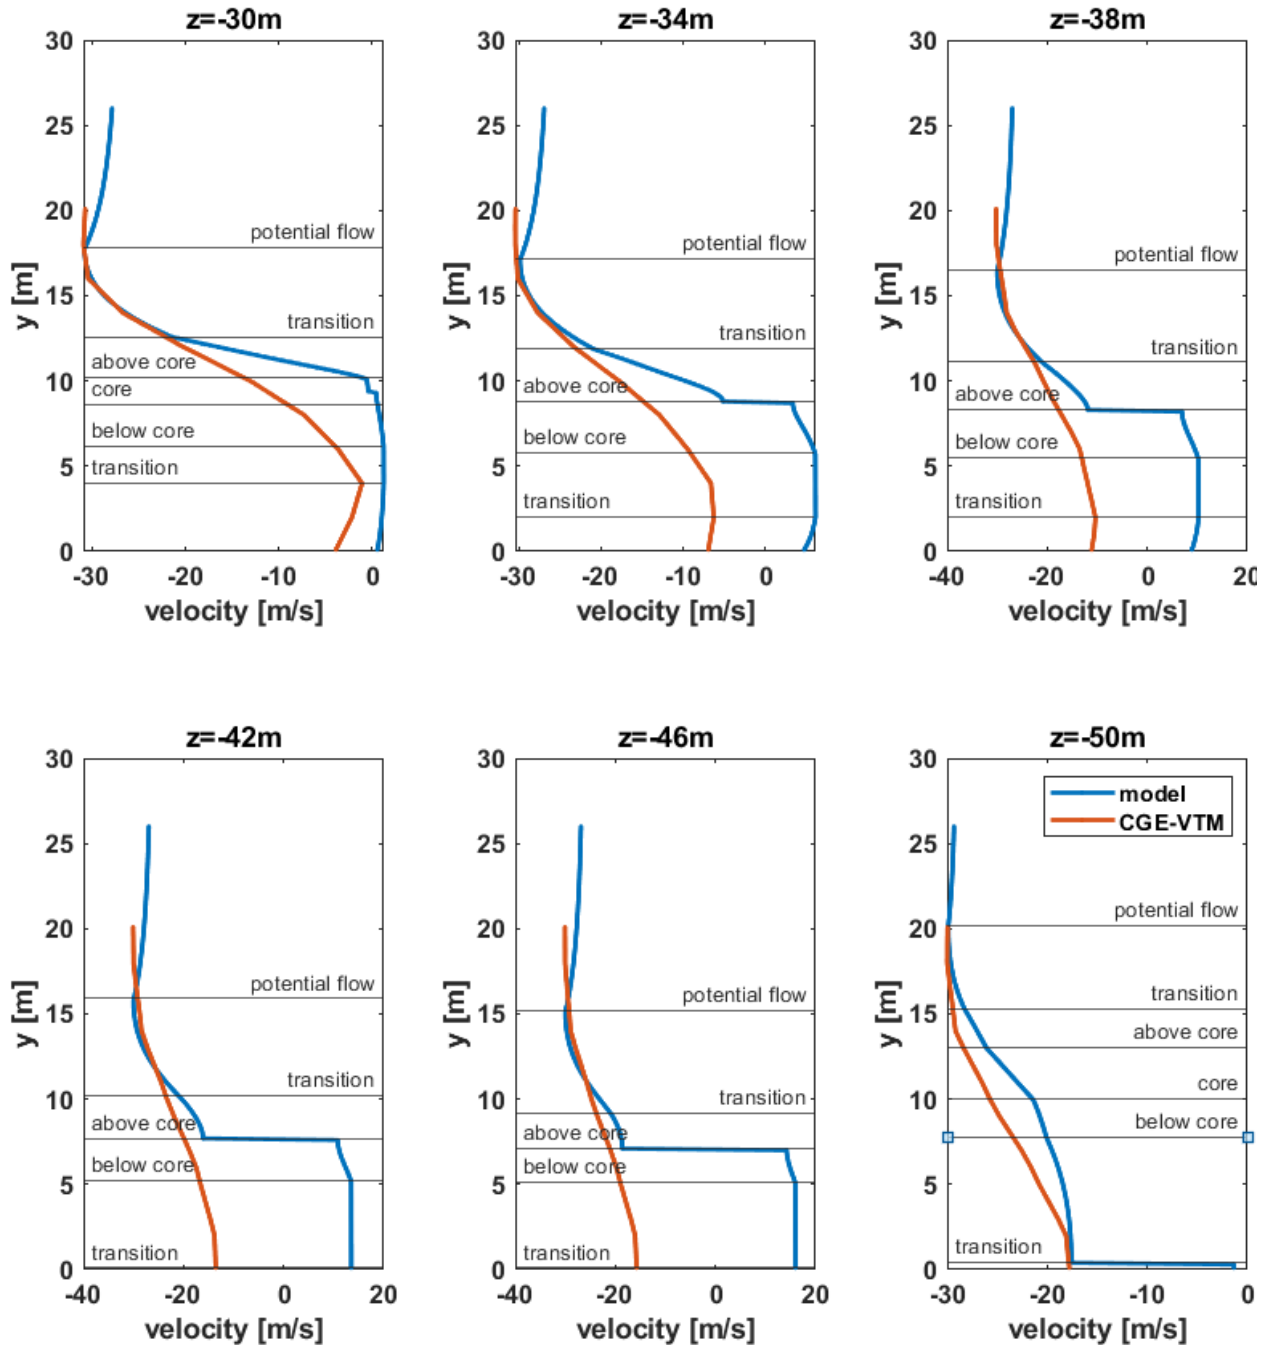 z=-30m
30
25
20
15
10
5
0
y [m]
potential flow
transition
above core
core
below core
transition
-30
-20
-10
0
velocity [m/s]
z=-34m
30
25
20
15
10
5
0
y [m]
potential flow
transition
above core
below core
transition
-30
-20
-10
0
velocity [m/s]
z=-38m
30
25
20
15
10
5
0
y [m]
potential flow
transition
above core
below core
transition
-40
-20
0
20
velocity [m/s]
z=-42m
30
25
20
15
10
5
0
y [m]
potential flow
transition
above core
below core
transition
-40
-20
0
20
velocity [m/s]
z=-46m
30
25
20
15
10
5
0
y [m]
potential flow
transition
above core
below core
transition
-40
-20
0
20
velocity [m/s]
z=-50m
model
CGE-VTM
30
25
20
15
10
5
0
y [m]
potential flow
transition
above core
core
below core
transition
-30
-20
-10
0
velocity [m/s]